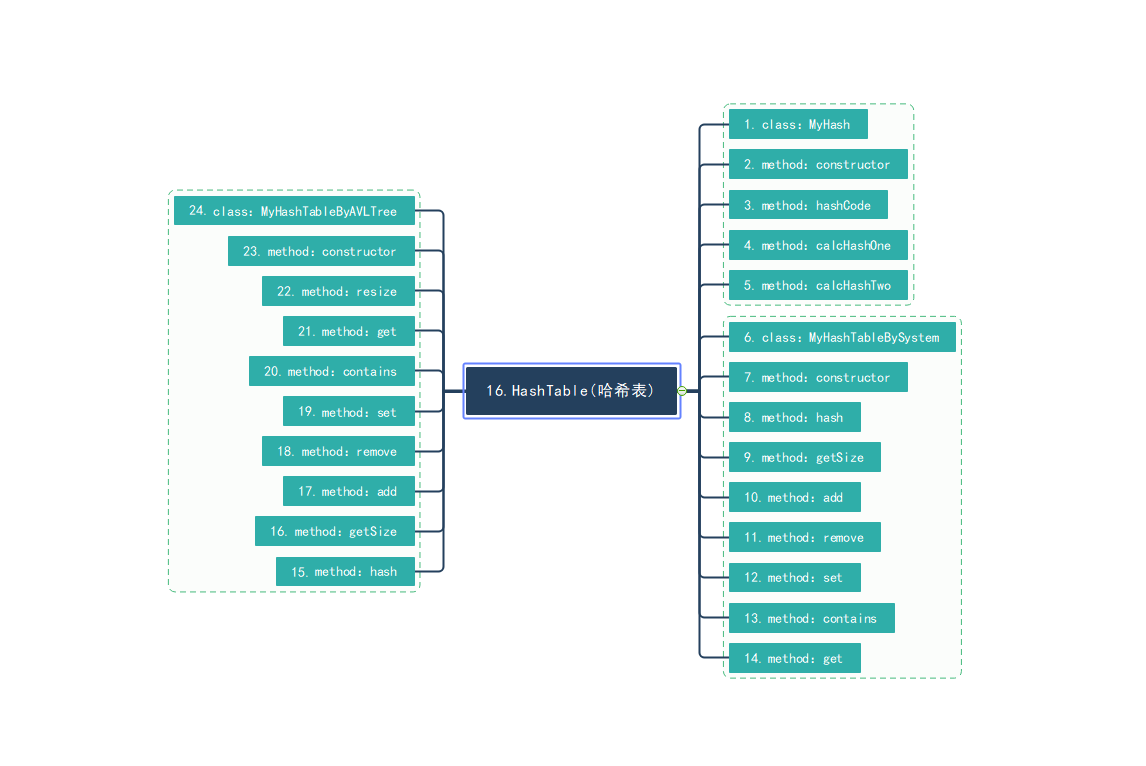 16.HashTable(哈希表)
1. class：MyHash
2. method：constructor
3. method：hashCode
4. method：calcHashOne
5. method：calcHashTwo
6. class：MyHashTableBySystem
7. method：constructor
8. method：hash
9. method：getSize
10. method：add
11. method：remove
12. method：set
13. method：contains
14. method：get
24. class：MyHashTableByAVLTree
23. method：constructor
22. method：resize
21. method：get
20. method：contains
19. method：set
18. method：remove
17. method：add
16. method：getSize
15. method：hash